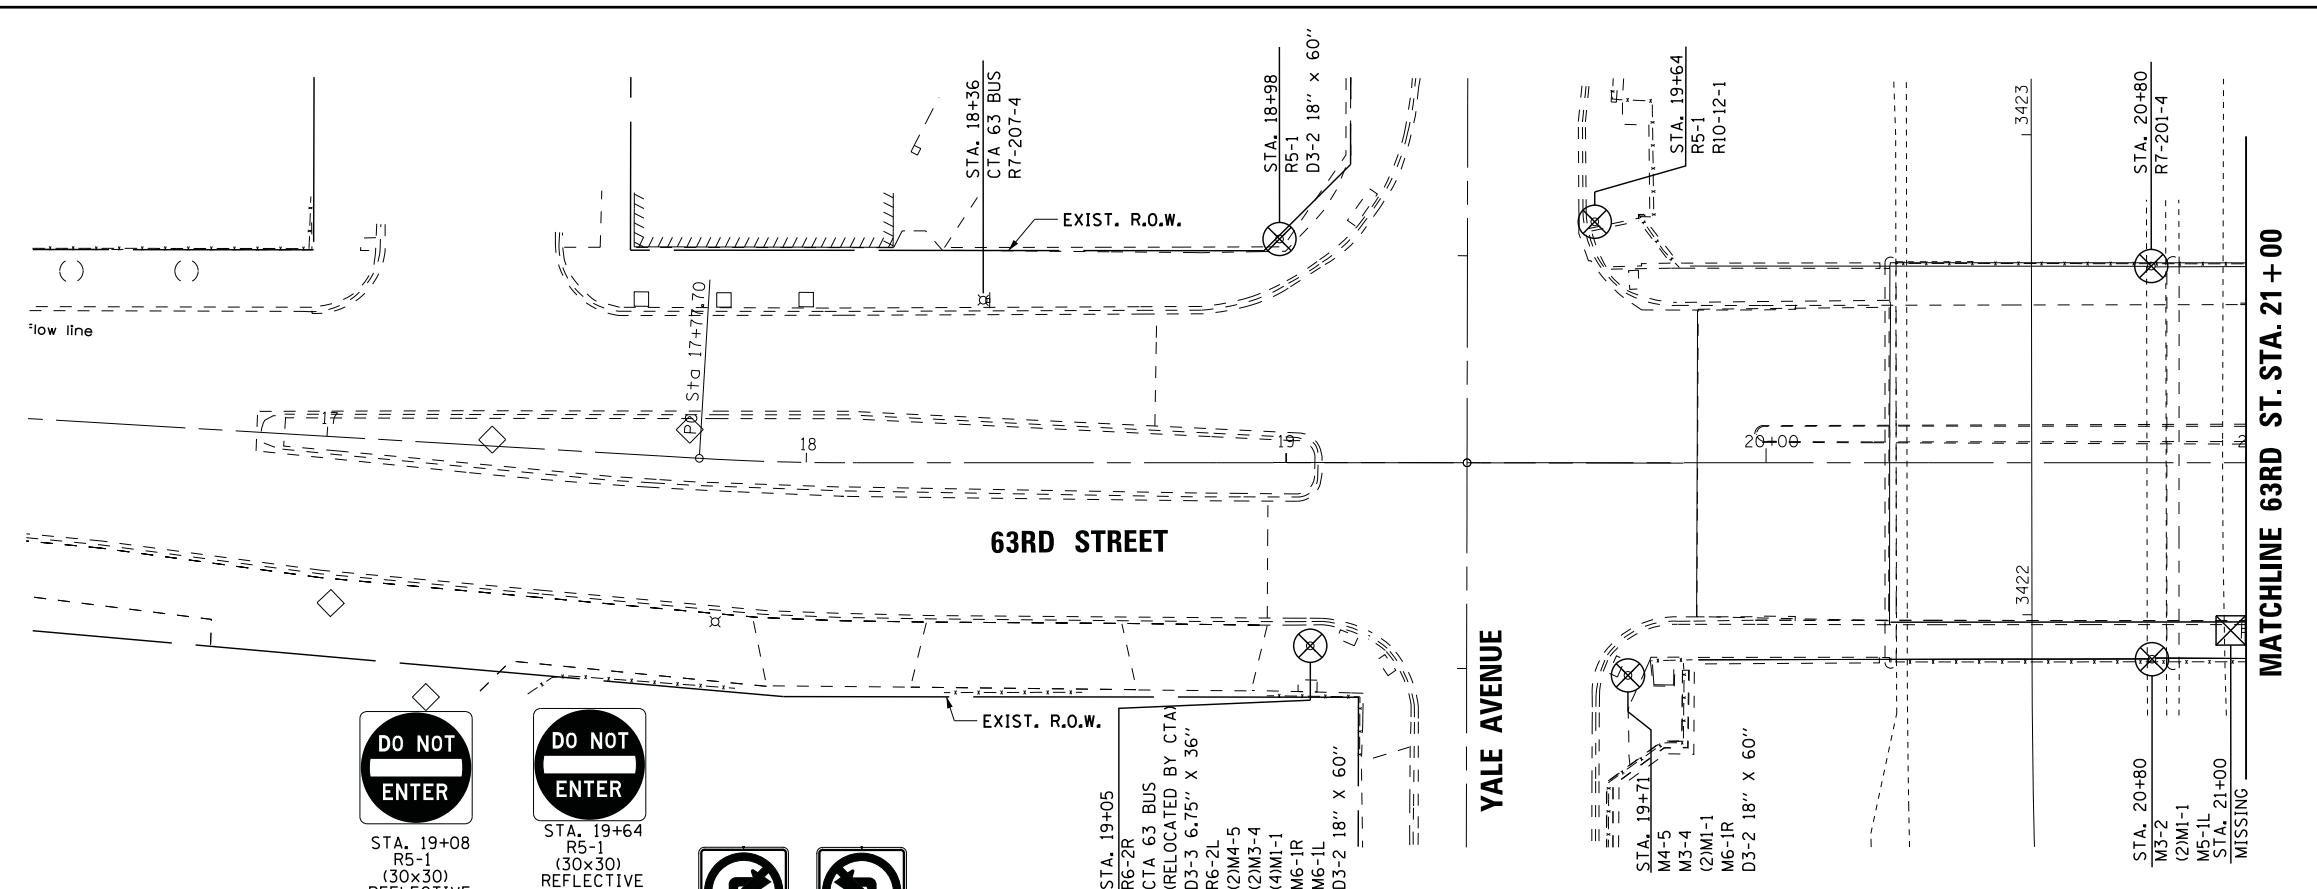 STA. 18+36
CTA 63 BUS
R7-207-4
STA. 18+98
R5-1
D3-2 18" x 60"
STA. 19+64
R5-1
R10-12-1
3423
STA. 20+80
R7-201-4
EXIST. R.O.W.
flow line
Sta 17+77.70
17
18
19
20+00
2
63RD STREET
3422
MATCHLINE 63RD ST. STA. 21+00
YALE AVENUE
EXIST. R.O.W.
DO NOT
ENTER
STA. 19+08
R5-1
(30x30)
REFLECTIVE
DO NOT
ENTER
STA. 19+64
R5-1
(30x30)
REFLECTIVE
STA. 19+05
R6-2R
CTA 63 BUS
(RELOCATED BY CTA)
D3-3 6.75" X 36"
R6-2L
(2)M4-5
(2)M3-4
(4)M1-1
M6-1R
M6-1L
D3-2 18" X 60"
STA. 19+71
M4-5
M3-4
(2)M1-1
M6-1R
D3-2 18" X 60"
STA. 20+80
M3-2
(2)M1-1
M5-1L
STA. 21+00
MISSING